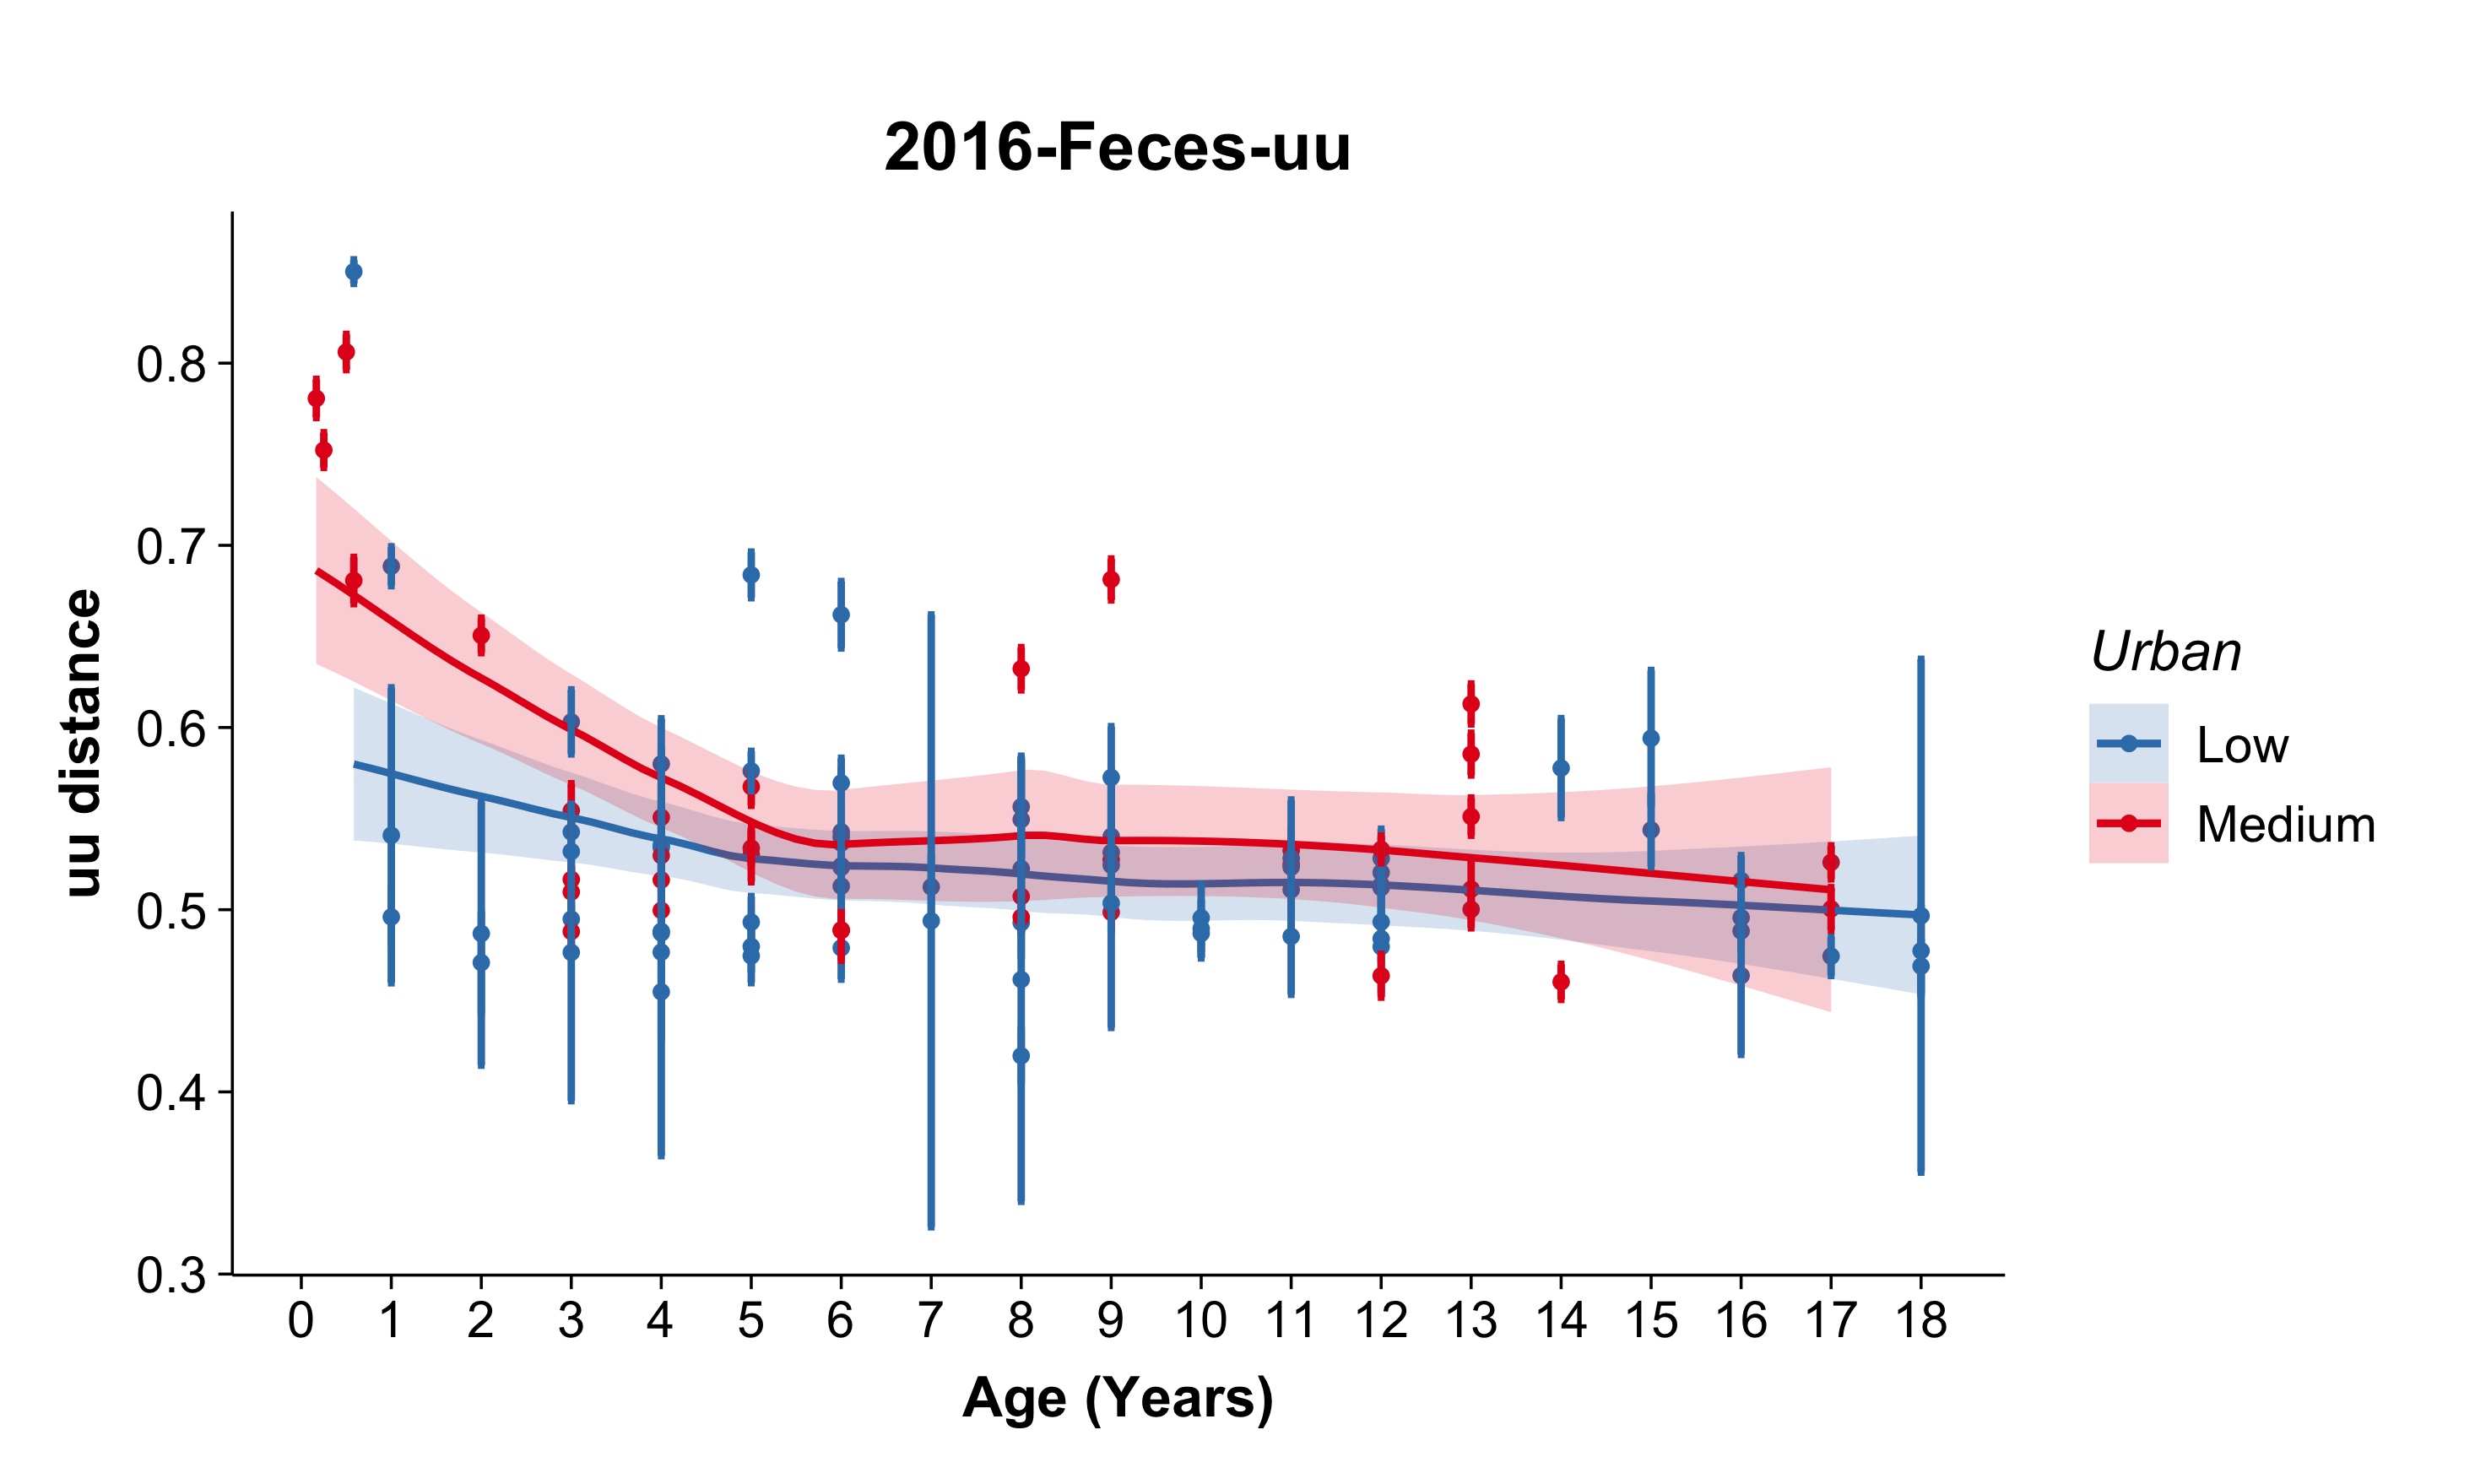 2016-Feces-uu
uu distance
0.8
0.7
0.6
0.5
0.4
0.3
0 1 2 3 4 5 6 7 8 9 10 11 12 13 14 15 16 17 18
Age (Years)
Urban
Low
Medium